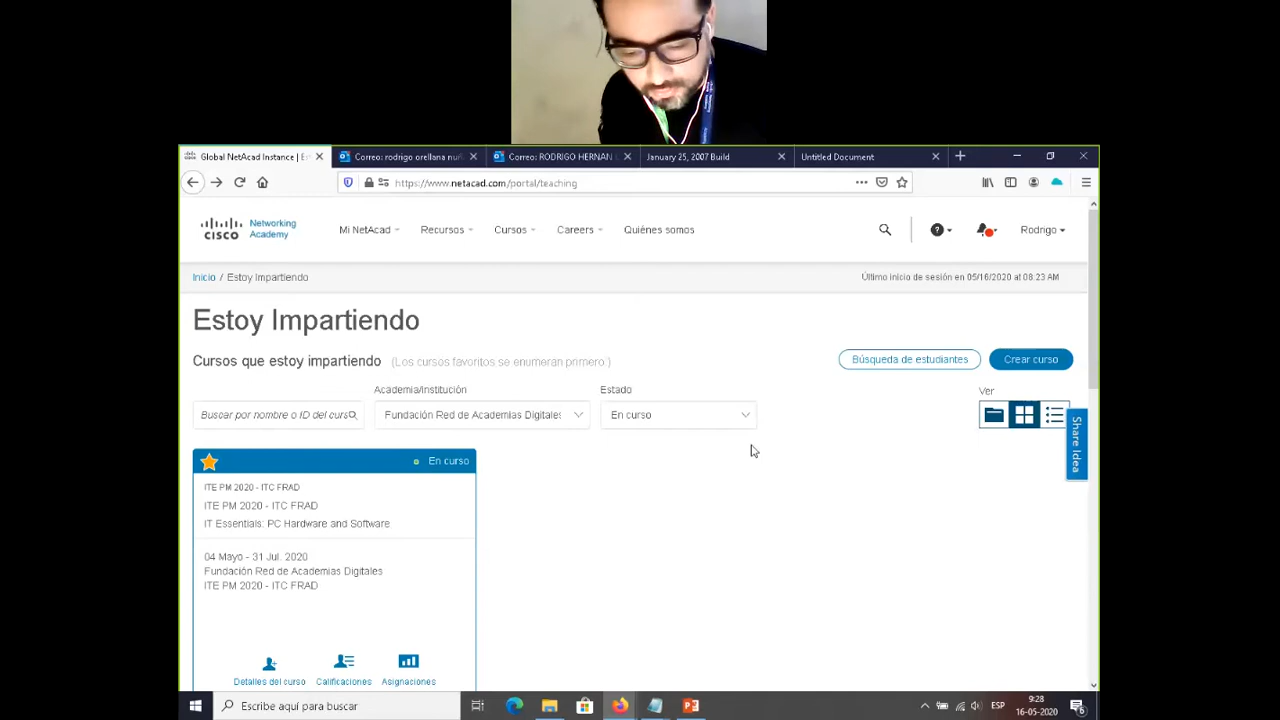 Global NetAcad Instance | Es
Correo: rodrigo orellana nu
Correo: RODRIGO HERNAN
January 25, 2007 Build
Untitled Document
https://www.netacad.com/portal/teaching
CISCO
Networking
Academy
Mi NetAcad
Recursos
Cursos
Careers
Quiénes somos
Rodrigo
Inicio / Estoy Impartiendo
Último inicio de sesión en 05/16/2020 at 08:23 AM
Estoy Impartiendo
Cursos que estoy impartiendo (Los cursos favoritos se enumeran primero )
Búsqueda de estudiantes
Crear curso
Academia/institución
Estado
Ver
Buscar por nombre o ID del curs
Fundación Red de Academias Digitales
En curso
Share Idea
En curso
ITE PM 2020 - ITC FRAD
ITE PM 2020 - ITC FRAD
IT Essentials: PC Hardware and Software
04 Mayo - 31 Jul. 2020
Fundación Red de Academias Digitales
ITE PM 2020 - ITC FRAD
Detalles del curso
Calificaciones
Asignaciones
Escribe aquí para buscar
ESP
9:28
16-05-2020
6